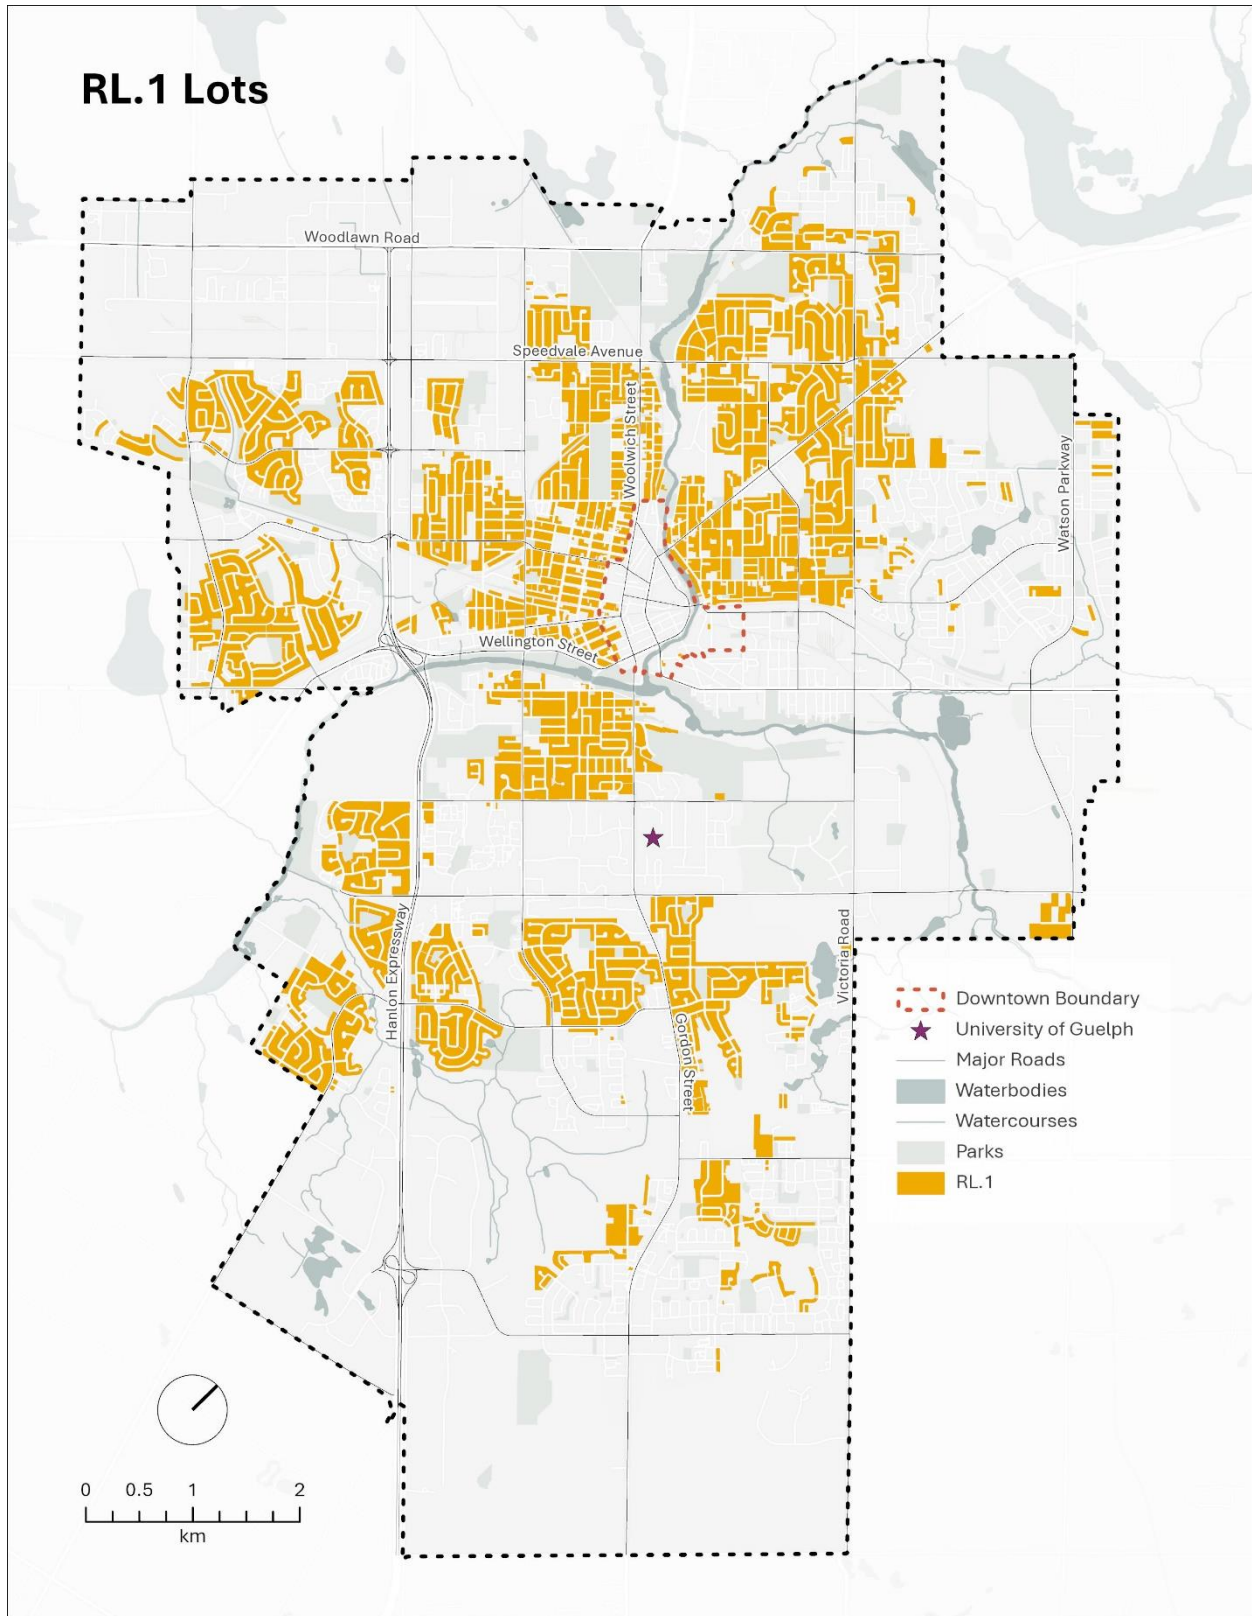 RL.1 Lots
Woodlawn Road
Speedvale Avenue
Woolwich Street
Watson Parkway
Wellington Street
Hanlon Expressway
Victoria Road
Gordon Street
Downtown Boundary
University of Guelph
Major Roads
Waterbodies
Watercourses
Parks
RL.1
0 0.5 1 2
km